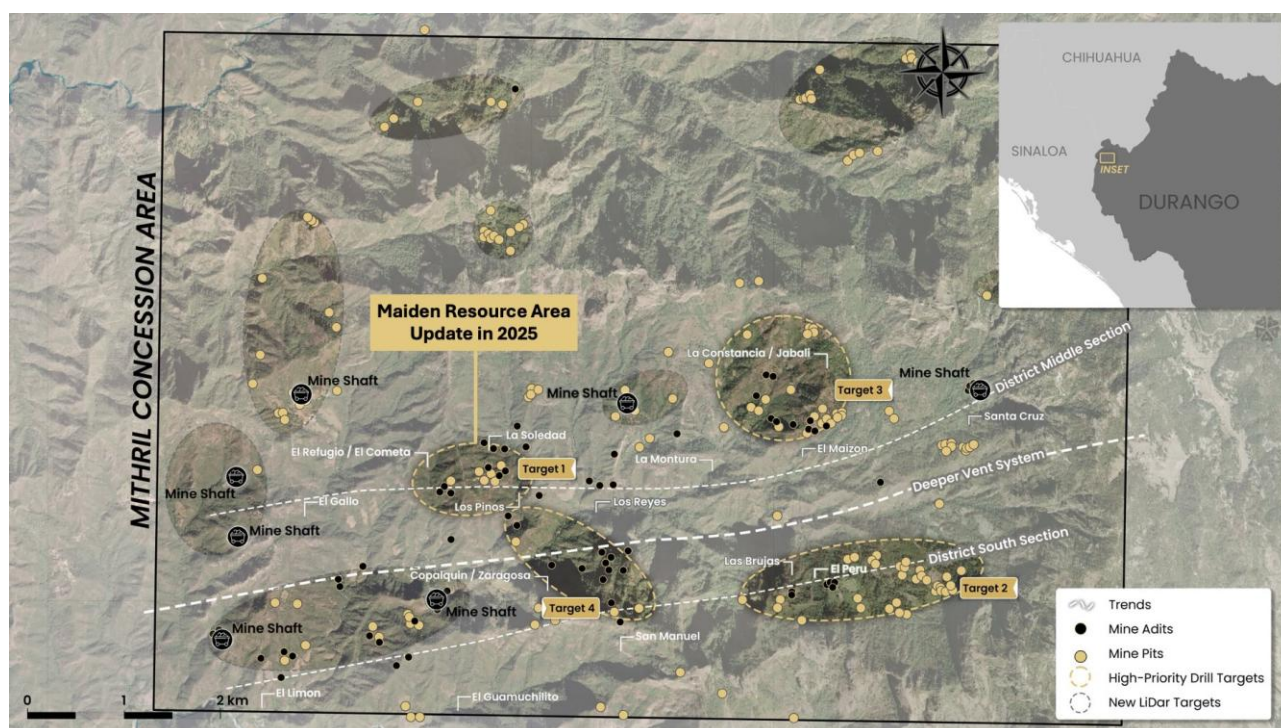 MITHRIL CONCESSION AREA
CHIHUAHUA
SINALOA
INSET
DURANGO
Maiden Resource Area
Update in 2025
La Constancia / Jabali
Target 3
Mine Shaft
Mine Shaft
Mine Shaft
District Middle Section
Santa Cruz
La Soledad
El Refugio / El Cometa
Target 1
La Montura
El Maizon
Deeper Vent System
Mine Shaft
El Gallo
Los Pinos
Los Reyes
Mine Shaft
District South Section
Las Brujas
El Peru
Copalquin / Zaragosa
Target 2
Target 4
Mine Shaft
Mine Shaft
San Manuel
El Limon
El Guamuchilito
0 1 2 km
Trends
Mine Adits
Mine Pits
High-Priority Drill Targets
New LiDar Targets